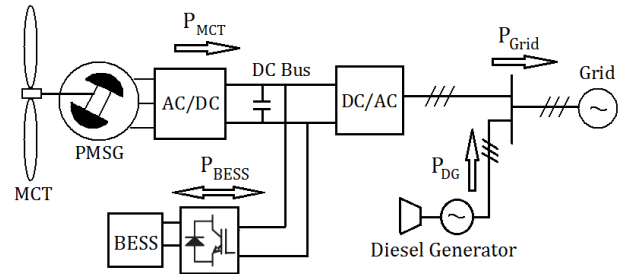 P_MCT
P_Grid
DC Bus
Grid
AC/DC
DC/AC
~
PMSG
MCT
P_BESS
P_DG
BESS
~
Diesel Generator